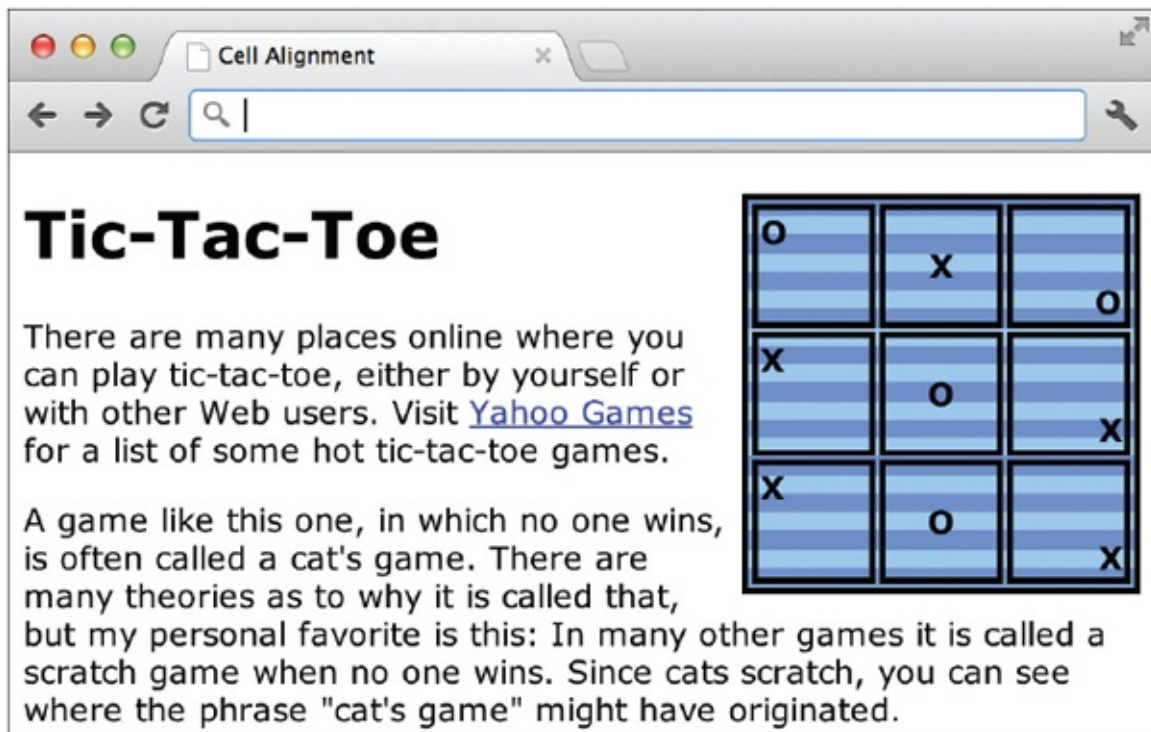 Cell Alignment
Tic-Tac-Toe
There are many places online where you
can play tic-tac-toe, either by yourself or
with other Web users. Visit Yahoo Games
for a list of some hot tic-tac-toe games.
A game like this one, in which no one wins,
is often called a cat's game. There are
many theories as to why it is called that,
but my personal favorite is this: In many other games it is called a
scratch game when no one wins. Since cats scratch, you can see
where the phrase "cat's game" might have originated.
O X O
X O X
X O X